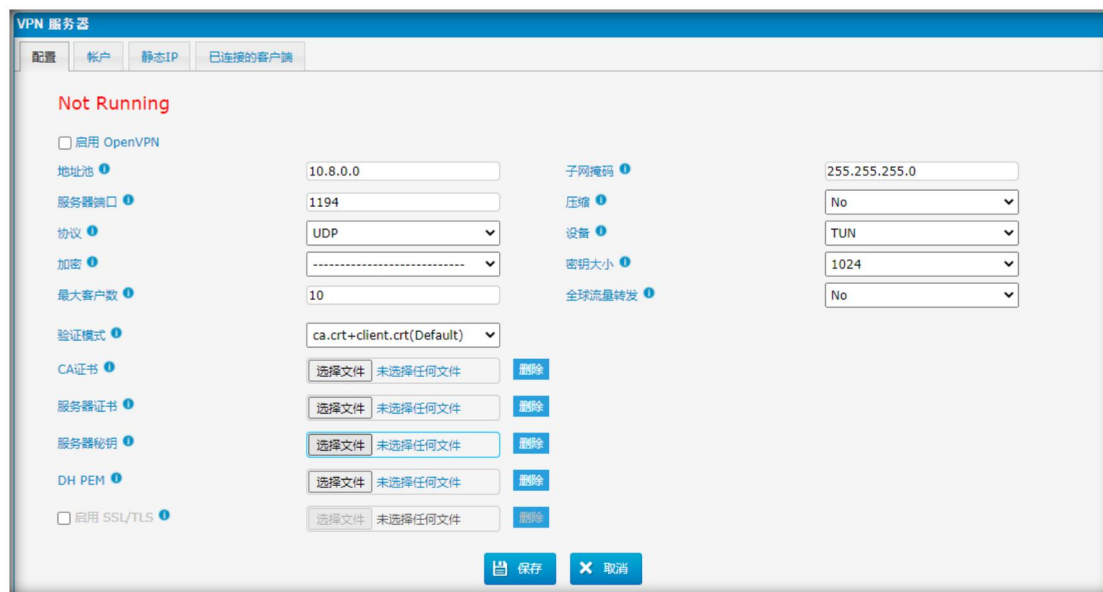 VPN 服务器
配置 帐户 静态IP 已连接的客户端
Not Running
启用 OpenVPN
地址池 10.8.0.0 子网掩码 255.255.255.0
服务器端口 1194 压缩 No
协议 UDP 设备 TUN
加密 ---------------------------- 密钥大小 1024
最大客户数 10 全球流量转发 No
验证模式 ca.crt+client.crt(Default)
CA证书 选择文件 未选择任何文件 删除
服务器证书 选择文件 未选择任何文件 删除
服务器秘钥 选择文件 未选择任何文件 删除
DH PEM 选择文件 未选择任何文件 删除
启用 SSL/TLS 选择文件 未选择任何文件 删除
保存 取消